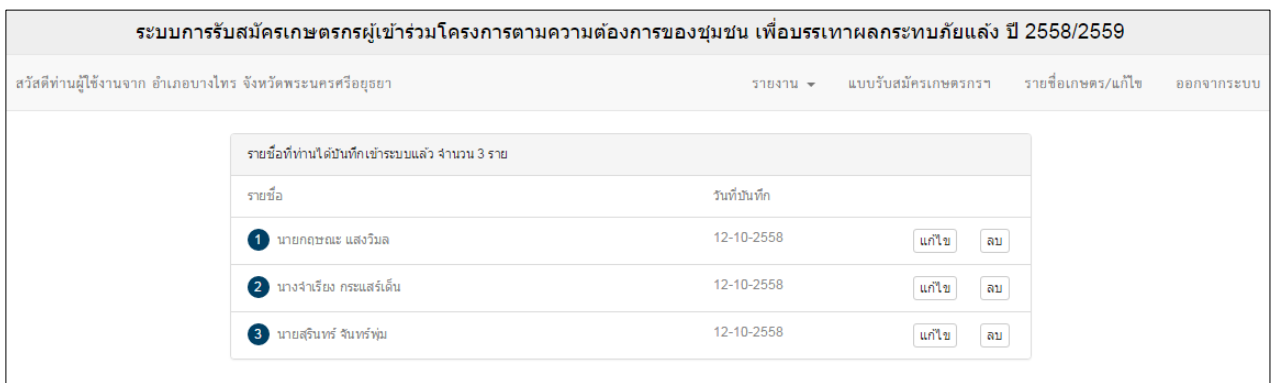 ระบบการรับสมัครเกษตรกรผู้เข้าร่วมโครงการตามความต้องการของชุมชน เพื่อบรรเทาผลกระทบภัยแล้ง ปี 2558/2559
สวัสดีท่านผู้ใช้งานจาก อำเภอบางไทร จังหวัดพระนครศรีอยุธยา รายงาน แบบรับสมัครเกษตรกรฯ รายชื่อเกษตร/แก้ไข ออกจากระบบ
รายชื่อที่ท่านได้บันทึกเข้าระบบแล้ว จำนวน 3 ราย
รายชื่อ วันที่บันทึก
1 นายกฤษณะ แสงวิมล 12-10-2558 แก้ไข ลบ
2 นางจำเรียง กระแสร์เด็น 12-10-2558 แก้ไข ลบ
3 นายสุรินทร์ จันทร์พุ่ม 12-10-2558 แก้ไข ลบ